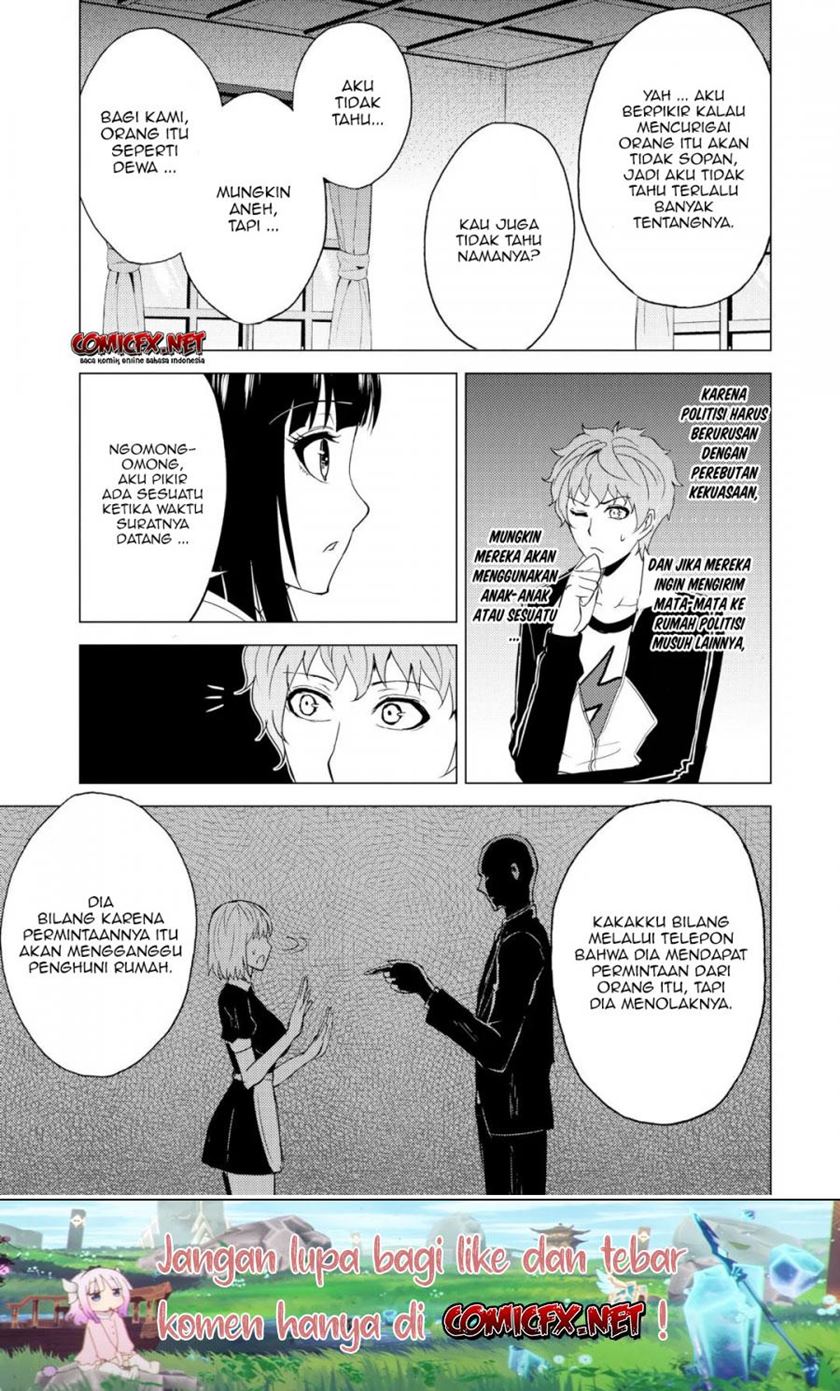 YAH ... AKU
BERPIKIR KALAU
MENCURIGAI
ORANG ITU AKAN
TIDAK SOPAN,
JADI AKU TIDAK
TAHU TERLALU
BANYAK
TENTANGNYA.
KAU JUGA
TIDAK TAHU
NAMANYA?
AKU
TIDAK
TAHU...
MUNGKIN
ANEH,
TAPI ...
BAGI KAMI,
ORANG ITU
SEPERTI
DEWA ...
COMICFX.NET
Baca Komik Online Bahasa Indonesia
KARENA
POLITISI HARUS
BERURUSAN
DENGAN
PEREBUTAN
KEKUASAAN,
DAN JIKA MEREKA
INGIN MENGIRIM
MATA-MATA KE
RUMAH POLITISI
MUSUH LAINNYA,
MUNGKIN
MEREKA AKAN
MENGGUNAKAN
ANAK-ANAK
ATAU SESUATU
...
NGOMONG-
OMONG,
AKU PIKIR
ADA SESUATU
KETIKA WAKTU
SURATNYA
DATANG ...
KAKAKKU BILANG
MELALUI TELEPON
BAHWA DIA MENDAPAT
PERMINTAAN DARI
ORANG ITU, TAPI
DIA MENOLAKNYA.
DIA
BILANG KARENA
PERMINTAANNYA ITU
AKAN MENGGANGGU
PENGHUNI RUMAH.
Jangan lupa bagi like dan tebar
komen hanya di COMICFX.NET !